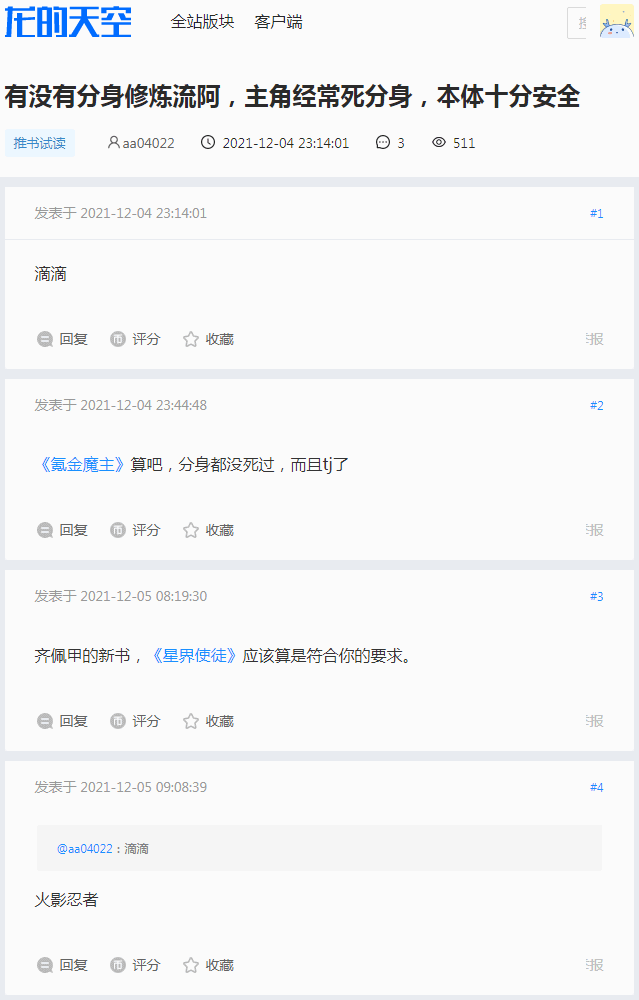 龙的天空
全站版块 客户端
有没有分身修炼流阿，主角经常死分身，本体十分安全
推书试读 aa04022 2021-12-04 23:14:01 3 511
发表于 2021-12-04 23:14:01 #1
滴滴
回复 评分 收藏 报
发表于 2021-12-04 23:44:48 #2
《氪金魔主》算吧，分身都没死过，而且tj了
回复 评分 收藏 报
发表于 2021-12-05 08:19:30 #3
齐佩甲的新书，《星界使徒》应该算是符合你的要求。
回复 评分 收藏 报
发表于 2021-12-05 09:08:39 #4
@aa04022：滴滴
火影忍者
回复 评分 收藏 报